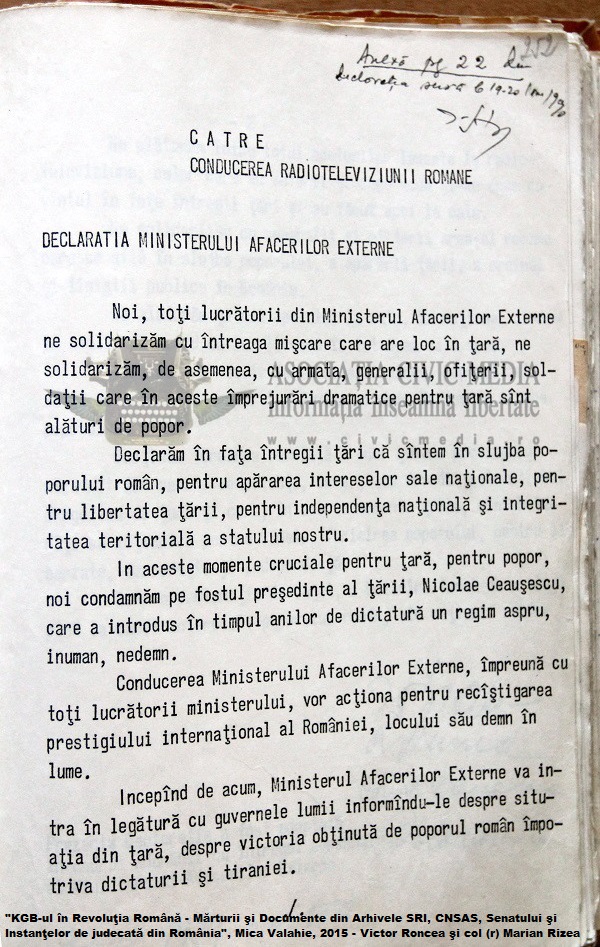 252
Anexă pg 22 din
declarația
C A T R E
CONDUCEREA RADIOTELEVIZIUNII ROMANE
DECLARATIA MINISTERULUI AFACERILOR EXTERNE
Noi, toţi lucrătorii din Ministerul Afacerilor Externe
ne solidarizăm cu întreaga mişcare care are loc în ţară, ne
solidarizăm, de asemenea, cu armata, generalii, ofiţerii, sol-
daţii care în aceste împrejurări dramatice pentru ţară sînt
alături de popor.
ASOCIAŢIA CIVIC MEDIA
informaţia înseamnă libertate
www.civicmedia.ro
Declarăm în faţa întregii ţări că sîntem în slujba po-
porului român, pentru apărarea intereselor sale naţionale, pen-
tru libertatea ţării, pentru independenţa naţională şi integri-
tatea teritorială a statului nostru.
In aceste momente cruciale pentru ţară, pentru popor,
noi condamnăm pe fostul preşedinte al ţării, Nicolae Ceauşescu,
care a introdus în timpul anilor de dictatură un regim aspru,
inuman, nedemn.
Conducerea Ministerului Afacerilor Externe, împreună cu
toţi lucrătorii ministerului, vor acţiona pentru recîştigarea
prestigiului internaţional al României, locului său demn în
lume.
Incepînd de acum, Ministerul Afacerilor Externe va in-
tra în legătură cu guvernele lumii informîndu-le despre situ-
aţia din ţară, despre victoria obţinută de poporul român împo-
triva dictaturii şi tiraniei.
"KGB-ul în Revoluţia Română - Mărturii şi Documente din Arhivele SRI, CNSAS, Senatului şi
Instanţelor de judecată din România", Mica Valahie, 2015 - Victor Roncea şi col (r) Marian Rizea